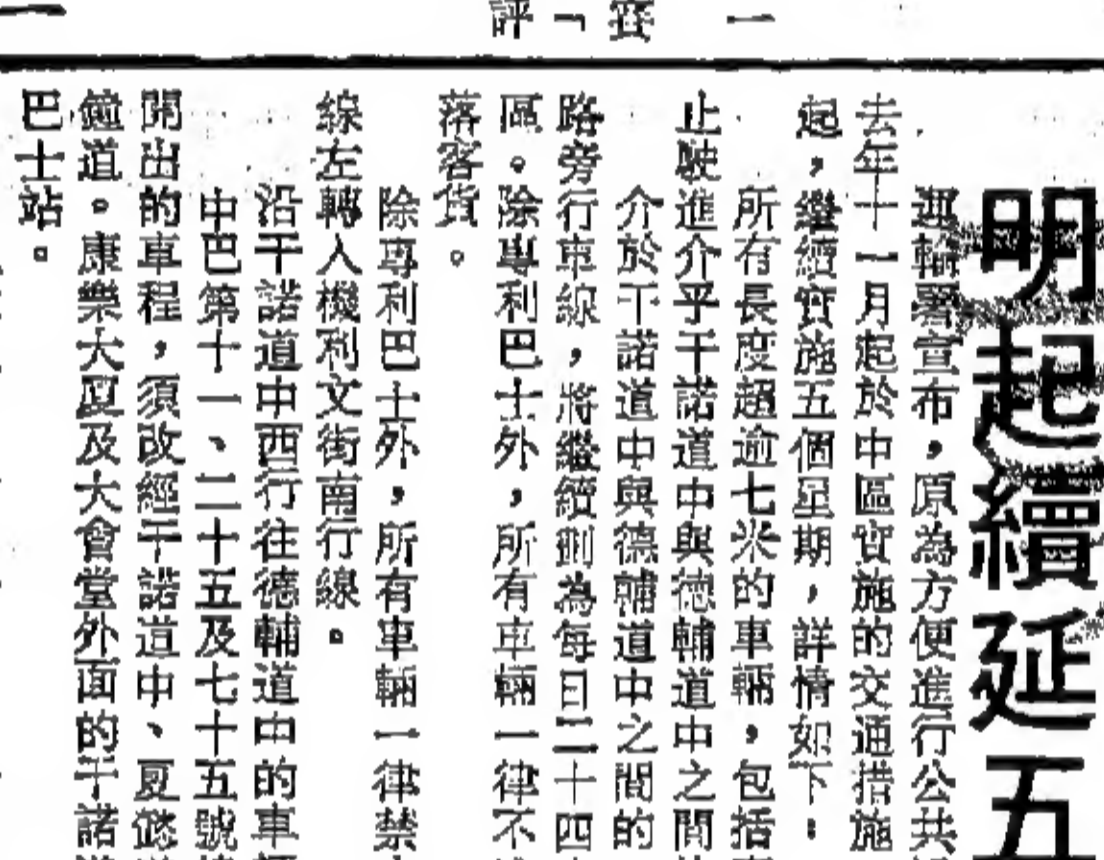 一 賽「評
一
明起續延五
運輸署宣布，原為方便進行公共
去年十一月起於中區實施的交通措施
起，繼續實施五個星期，詳情如下：
所有長度超逾七米的車輛，包括
止駛進介乎干諾道中與德輔道中之間
介於干諾道中與德輔道中之間的
路旁行車線，將繼續劃為每日二十四
區。除專利巴士外，所有車輛一律不
落客貨。
除專利巴士外，所有車輛一律禁
線左轉入機利文街南行線。
沿干諾道中西行往德輔道中的車輛
中巴第十一、二十五及七十五號
開出的車程，須改經干諾道中、夏慤
鐘道。康樂大厦及大會堂外面的干諾
巴士站。